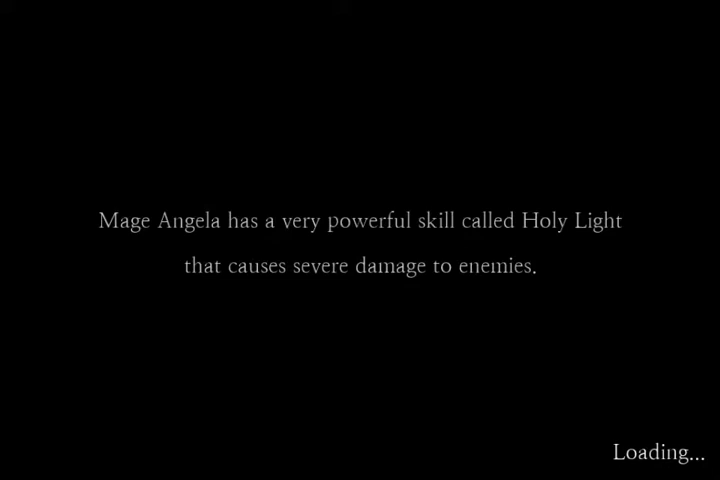 Mage Angela has a very powerful skill called Holy Light
that causes severe damage to enemies.
Loading...